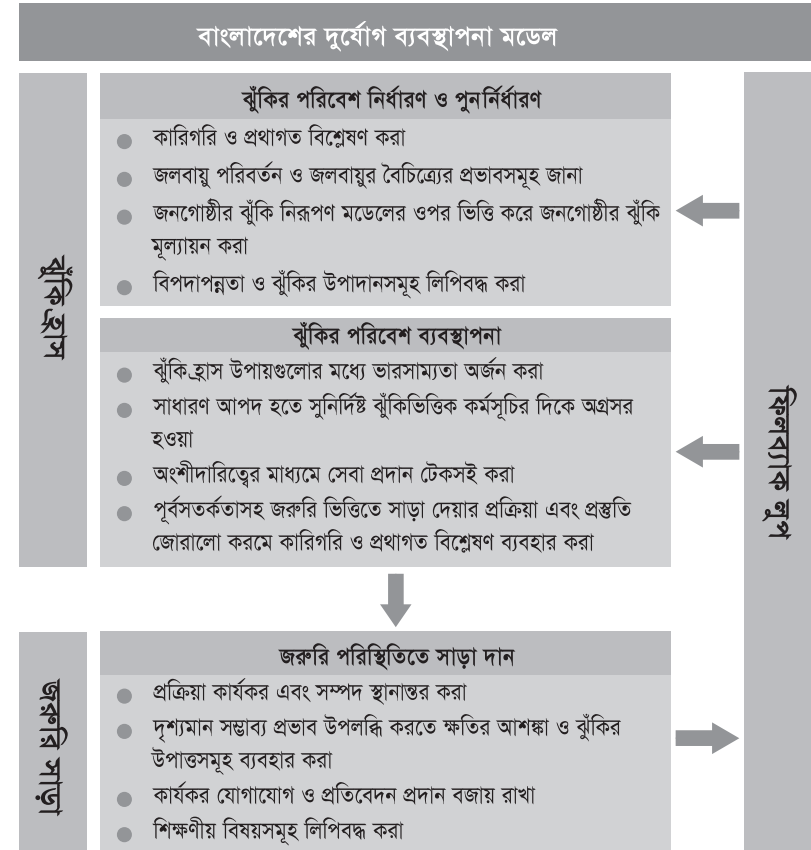 বাংলাদেশের দুর্যোগ ব্যবস্থাপনা মডেল
ঝুঁকি হ্রাস
ঝুঁকির পরিবেশ নির্ধারণ ও পুনর্নির্ধারণ
কারিগরি ও প্রথাগত বিশ্লেষণ করা
জলবায়ু পরিবর্তন ও জলবায়ুর বৈচিত্র্যের প্রভাবসমূহ জানা
জনগোষ্ঠীর ঝুঁকি নিরূপণ মডেলের ওপর ভিত্তি করে জনগোষ্ঠীর ঝুঁকি
মূল্যায়ন করা
বিপদাপন্নতা ও ঝুঁকির উপাদানসমূহ লিপিবদ্ধ করা
ঝুঁকির পরিবেশ ব্যবস্থাপনা
ঝুঁকি হ্রাস উপায়গুলোর মধ্যে ভারসাম্যতা অর্জন করা
সাধারণ আপদ হতে সুনির্দিষ্ট ঝুঁকিভিত্তিক কর্মসূচির দিকে অগ্রসর
হওয়া
অংশীদারিত্বের মাধ্যমে সেবা প্রদান টেকসই করা
পূর্বসতর্কতাসহ জরুরি ভিত্তিতে সাড়া দেয়ার প্রক্রিয়া এবং প্রস্তুতি
জোরালো করমে কারিগরি ও প্রথাগত বিশ্লেষণ ব্যবহার করা
ফিলব্যাক লুপ
জরুরি সাড়া
জরুরি পরিস্থিতিতে সাড়া দান
প্রক্রিয়া কার্যকর এবং সম্পদ স্থানান্তর করা
দৃশ্যমান সম্ভাব্য প্রভাব উপলব্ধি করতে ক্ষতির আশঙ্কা ও ঝুঁকির
উপাত্তসমূহ ব্যবহার করা
কার্যকর যোগাযোগ ও প্রতিবেদন প্রদান বজায় রাখা
শিক্ষণীয় বিষয়সমূহ লিপিবদ্ধ করা